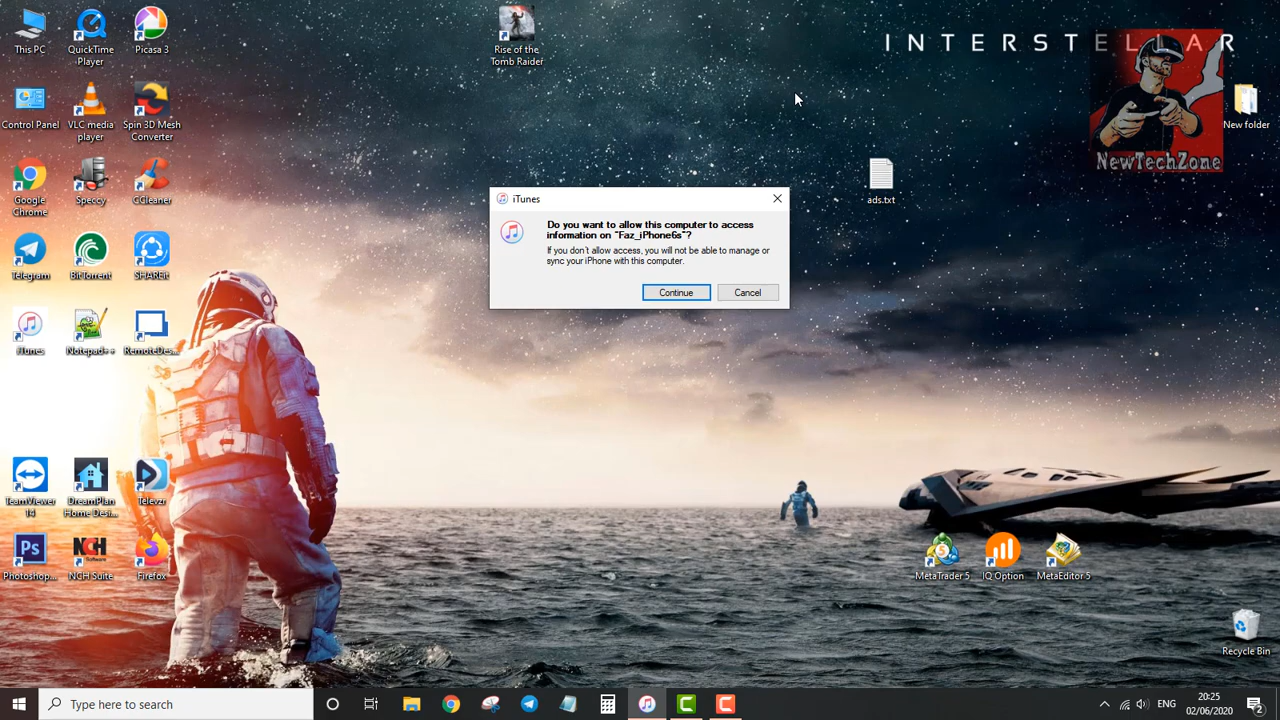 This PC
QuickTime
Player
Picasa 3
Rise of the
Tomb Raider
INTERSTELLAR
NewTechZone
New folder
Control Panel
VLC media
player
Spin 3D Mesh
Converter
ads.txt
Google
Chrome
Speccy
CCleaner
iTunes
Do you want to allow this computer to access
information on "Faz_iPhone6s"?
If you don't allow access, you will not be able to manage or
sync your iPhone with this computer.
Continue
Cancel
Telegram
BitTorrent
SHAREit
iTunes
Notepad++
RemoteDes...
TeamViewer
14
DreamPlan
Home Desi...
Televzr
Photoshop...
NCH
Software
NCH Suite
Firefox
MetaTrader 5
IQ Option
MetaEditor 5
Recycle Bin
Type here to search
ENG
20:25
02/06/2020
2